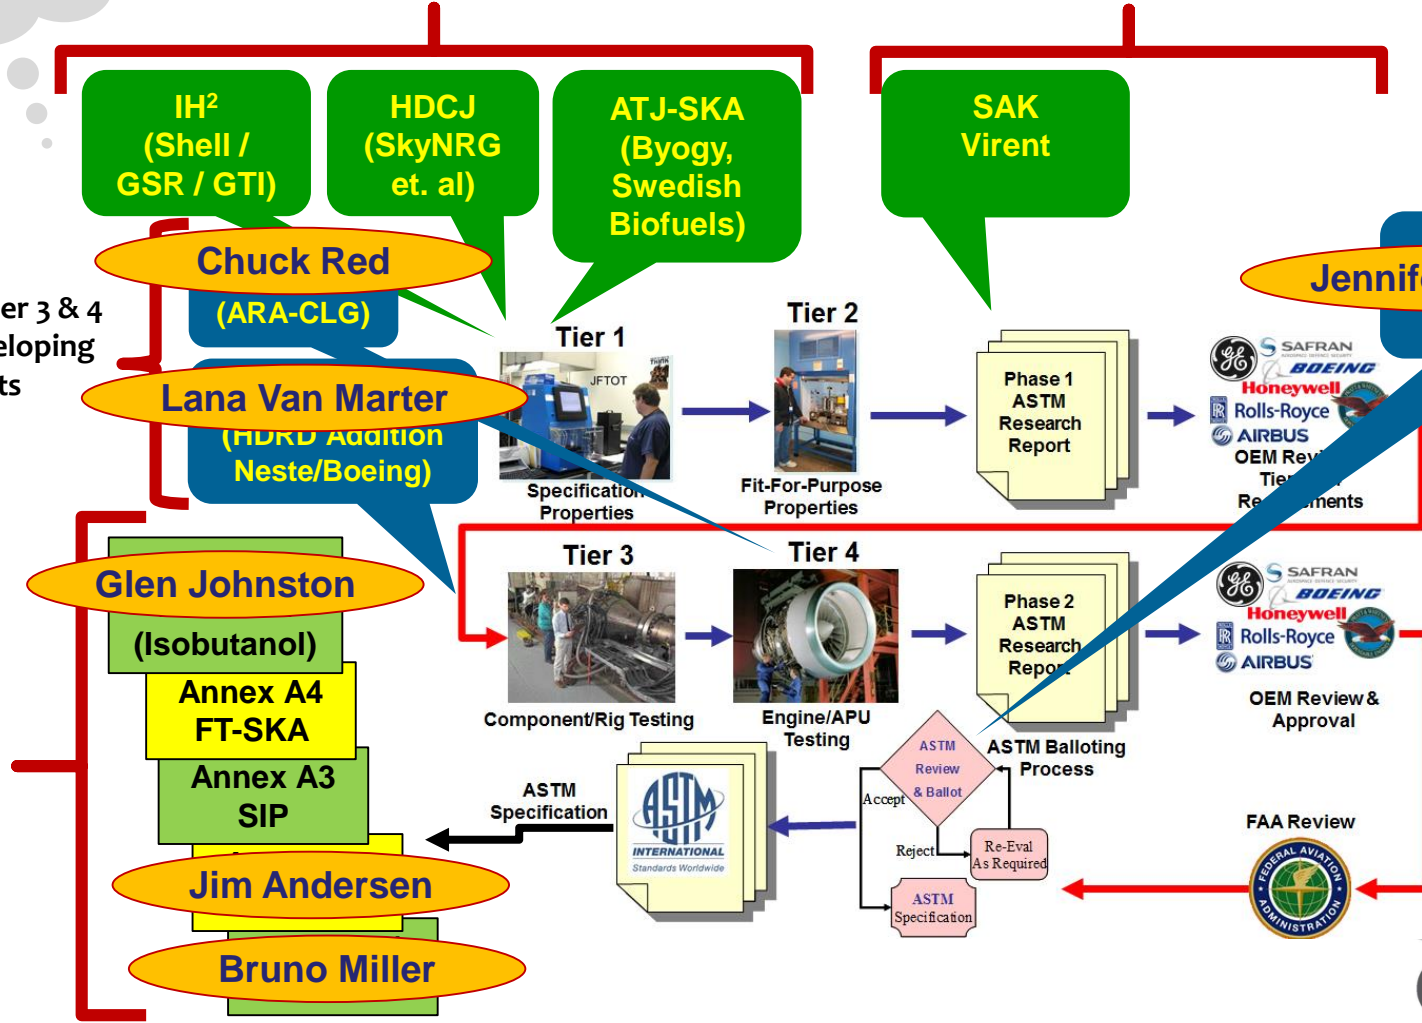 IH²
(Shell /
GSR / GTI)
HDCJ
(SkyNRG
et. al)
ATJ-SKA
(Byogy,
Swedish
Biofuels)
SAK
Virent
Chuck Red
(ARA-CLG)
er 3 & 4
eloping
ts
Lana Van Marter
(HDRD Addition
Neste/Boeing)
Jennif
Tier 1
JFTOT
Specification
Properties
Tier 2
Fit-For-Purpose
Properties
Phase 1
ASTM
Research
Report
GE
SAFRAN
BOEING
Honeywell
Rolls-Royce
AIRBUS
OEM Revi
Tie
Re ments
Glen Johnston
(Isobutanol)
Annex A4
FT-SKA
Annex A3
SIP
Jim Andersen
Bruno Miller
Tier 3
Component/Rig Testing
Tier 4
Engine/APU
Testing
Phase 2
ASTM
Research
Report
GE
SAFRAN
BOEING
Honeywell
Rolls-Royce
AIRBUS
OEM Review &
Approval
ASTM Balloting
Process
ASTM
Review
& Ballot
Accept
Reject
Re-Eval
As Required
ASTM
Specification
ASTM
Specification
ASTM
INTERNATIONAL
Standards Worldwide
FAA Review
FEDERAL AVIATION
ADMINISTRATION